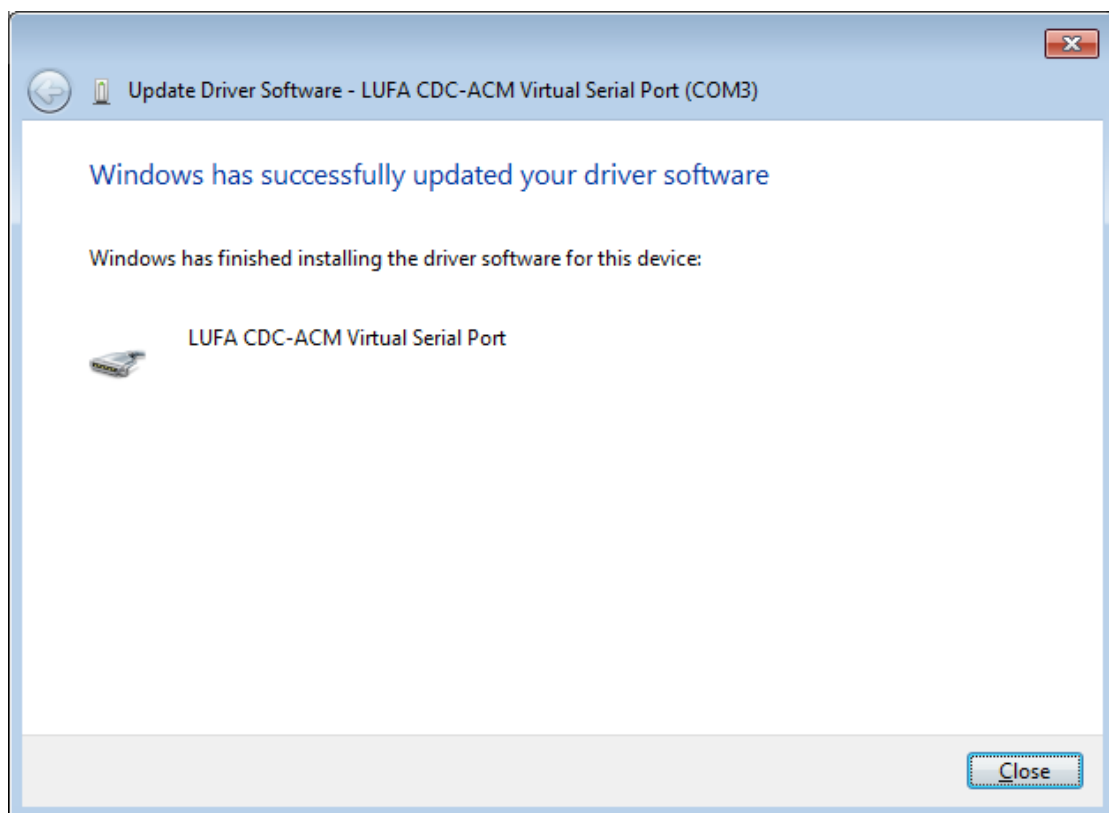 Update Driver Software - LUFA CDC-ACM Virtual Serial Port (COM3)
Windows has successfully updated your driver software
Windows has finished installing the driver software for this device:
LUFA CDC-ACM Virtual Serial Port
Close